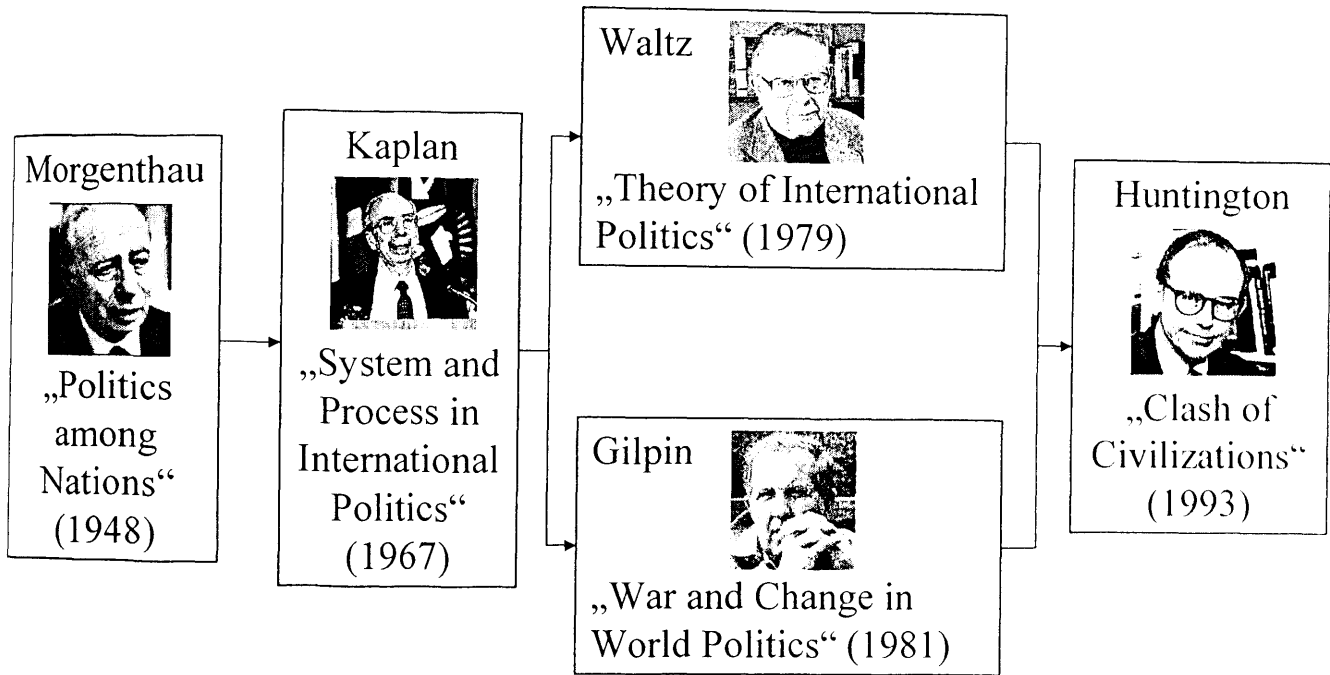 Morgenthau
„Politics
among
Nations“
(1948)
Kaplan
„System and
Process in
International
Politics“
(1967)
Waltz
„Theory of International
Politics“ (1979)
Gilpin
„War and Change in
World Politics“ (1981)
Huntington
„Clash of
Civilizations“
(1993)